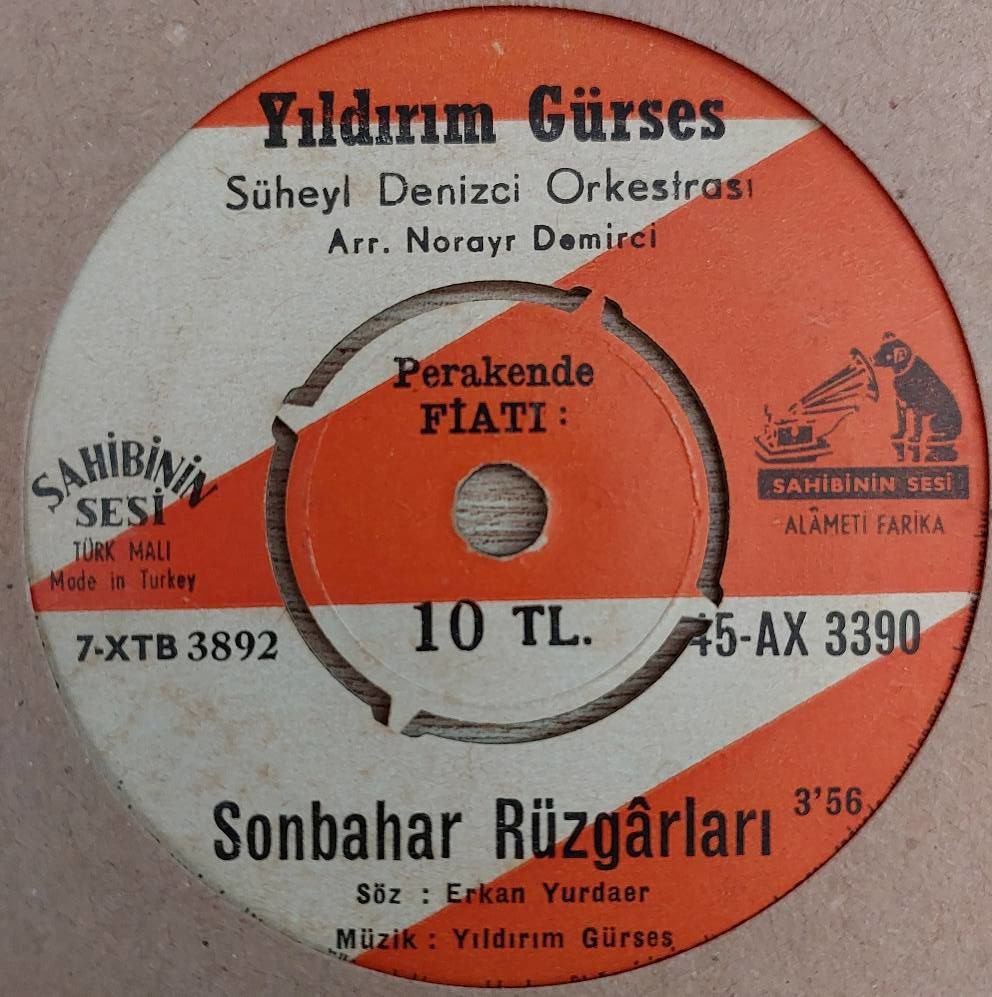 Yıldırım Gürses
Süheyl Denizci Orkestrası
Arr. Norayr Demirci
Perakende
FİATI :
SAHİBİNİN
SESİ
TÜRK MALI
Made in Turkey
SAHİBİNİN SESİ
ALÂMETİ FARİKA
7-XTB 3892
10 TL.
45-AX 3390
Sonbahar Rüzgârları 3'56
Söz : Erkan Yurdaer
Müzik : Yıldırım Gürses